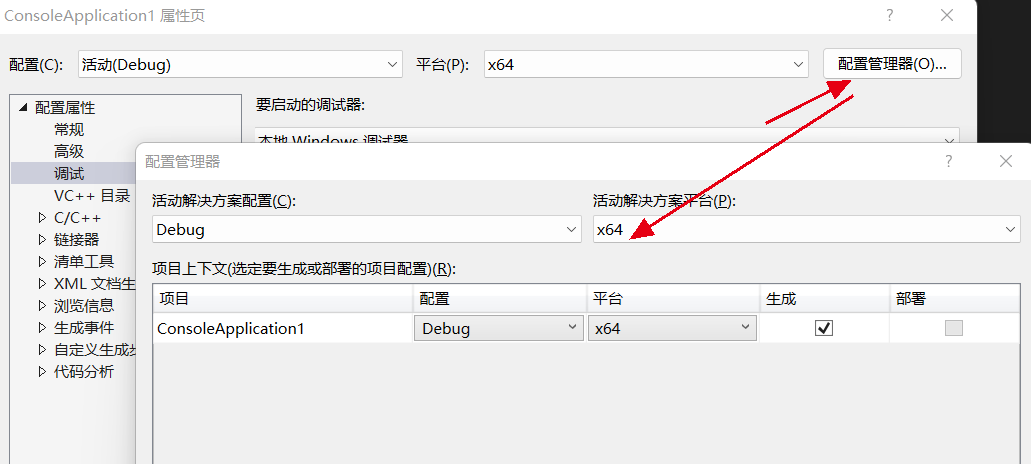 ConsoleApplication1 属性页
配置(C): 活动(Debug) 平台(P): x64 配置管理器(O)...
配置属性
常规
高级
调试
VC++ 目录
C/C++
链接器
清单工具
XML 文档生
浏览信息
生成事件
自定义生成步
代码分析
要启动的调试器:
本地 Windows 调试器
配置管理器
活动解决方案配置(C): 活动解决方案平台(P):
Debug x64
项目上下文(选定要生成或部署的项目配置)(R):
项目 配置 平台 生成 部署
ConsoleApplication1 Debug x64